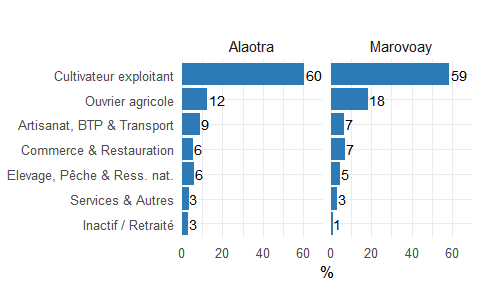 Alaotra Marovoay
Cultivateur exploitant 60 59
Ouvrier agricole 12 18
Artisanat, BTP & Transport 9 7
Commerce & Restauration 6 7
Elevage, Pêche & Ress. nat. 6 5
Services & Autres 3 3
Inactif / Retraité 3 1
0 20 40 60 0 20 40 60
%